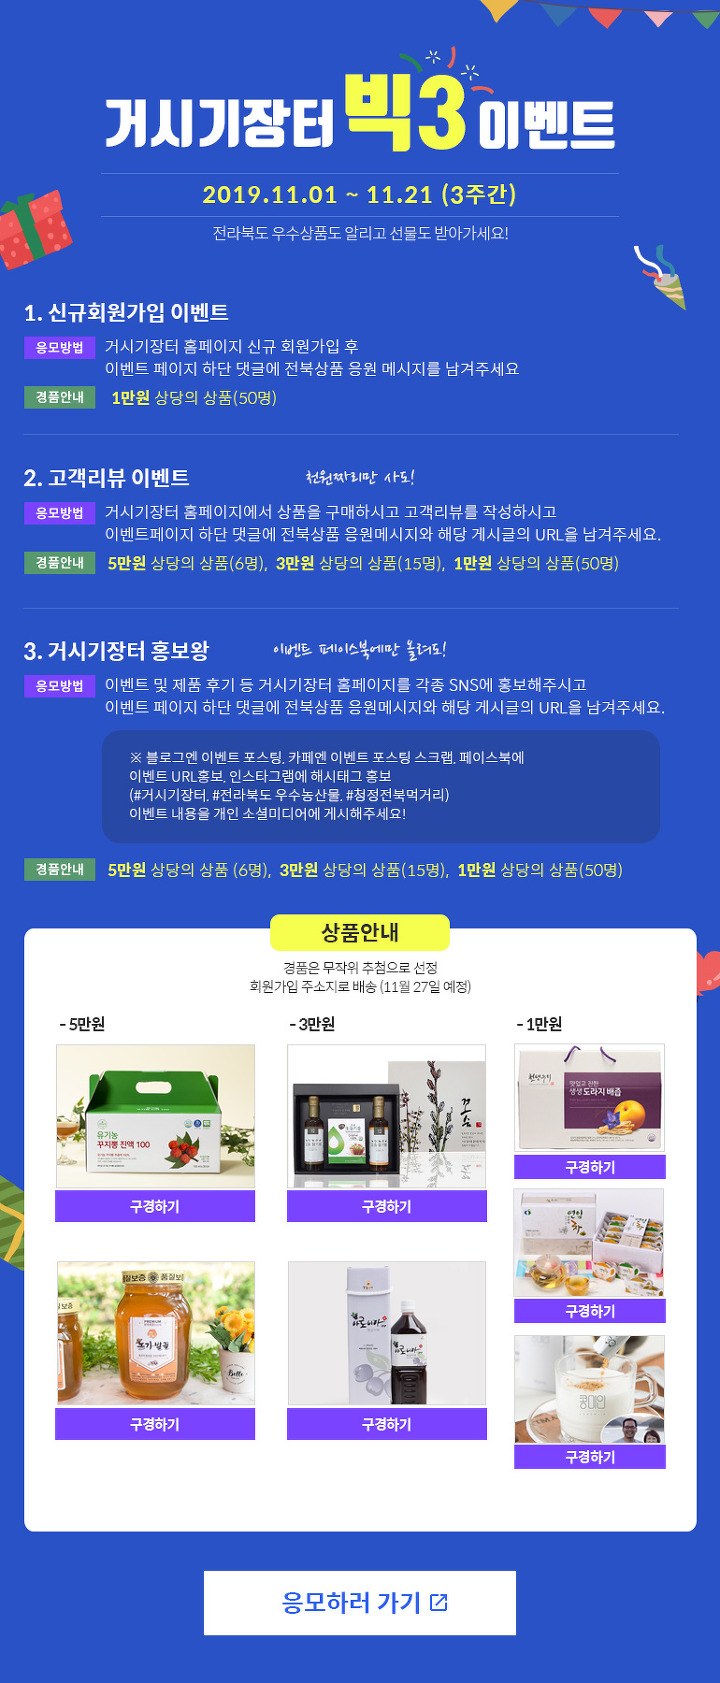 거시기장터 빅3 이벤트
2019.11.01 ~ 11.21 (3주간)
전라북도 우수상품도 알리고 선물도 받아가세요!
1. 신규회원가입 이벤트
응모방법 거시기장터 홈페이지 신규 회원가입 후
이벤트 페이지 하단 댓글에 전북상품 응원 메시지를 남겨주세요
경품안내 1만원 상당의 상품(50명)
2. 고객리뷰 이벤트 천원짜리만 사도!
응모방법 거시기장터 홈페이지에서 상품을 구매하시고 고객리뷰를 작성하시고
이벤트페이지 하단 댓글에 전북상품 응원메시지와 해당 게시글의 URL을 남겨주세요.
경품안내 5만원 상당의 상품(6명), 3만원 상당의 상품(15명), 1만원 상당의 상품(50명)
3. 거시기장터 홍보왕 이벤트 페이스북에만 올려도!
응모방법 이벤트 및 제품 후기 등 거시기장터 홈페이지를 각종 SNS에 홍보해주시고
이벤트 페이지 하단 댓글에 전북상품 응원메시지와 해당 게시글의 URL을 남겨주세요.
※ 블로그엔 이벤트 포스팅, 카페엔 이벤트 포스팅 스크랩, 페이스북에
이벤트 URL홍보, 인스타그램에 해시태그 홍보
(#거시기장터, #전라북도 우수농산물, #청정전북먹거리)
이벤트 내용을 개인 소셜미디어에 게시해주세요!
경품안내 5만원 상당의 상품 (6명), 3만원 상당의 상품(15명), 1만원 상당의 상품(50명)
상품안내
경품은 무작위 추첨으로 선정
회원가입 주소지로 배송 (11월 27일 예정)
- 5만원 - 3만원 - 1만원
유기농
꾸지뽕 진액 100
맛있고 진한
생생도라지배즙
구경하기
구경하기 구경하기
연잎
차
구경하기
품질보증
PREMIUM
Belle
아로니아
아로니아
콩마입
구경하기 구경하기
구경하기
응모하러 가기